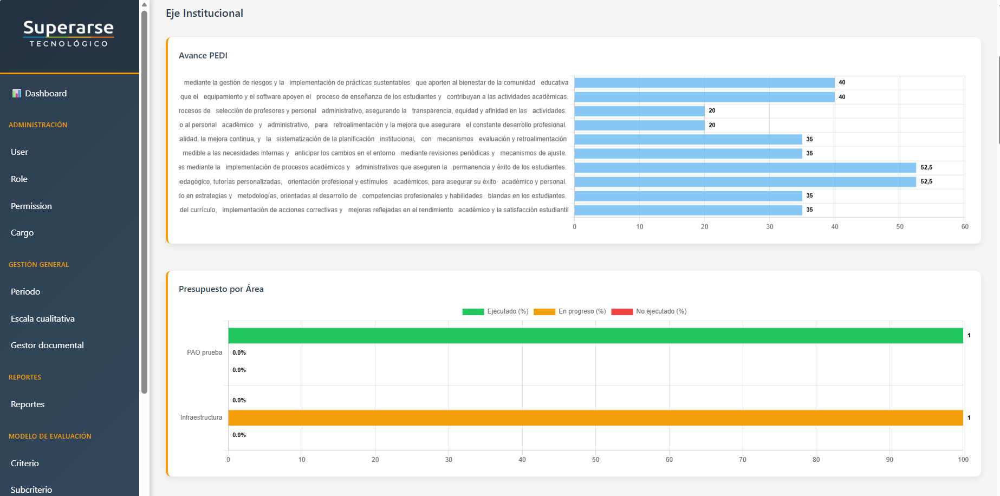 Superarse
TECNOLÓGICO
Dashboard
ADMINISTRACIÓN
User
Role
Permission
Cargo
GESTIÓN GENERAL
Periodo
Escala cualitativa
Gestor documental
REPORTES
Reportes
MODELO DE EVALUACIÓN
Criterio
Subcriterio
Eje Institucional
Avance PEDI
mediante la gestión de riesgos y la implementación de prácticas sustentables que aporten al bienestar de la comunidad educativa 40
que el equipamiento y el software apoyen el proceso de enseñanza de los estudiantes y contribuyan a las actividades académicas. 40
rocesos de selección de profesores y personal administrativo, asegurando la transparencia, equidad y afinidad en las actividades. 20
lo al personal académico y administrativo, para retroalimentación y la mejora que asegurare el constante desarrollo profesional. 20
alidad, la mejora continua, y la sistematización de la planificación institucional, con mecanismos evaluación y retroalimentación 35
medible a las necesidades internas y anticipar los cambios en el entorno mediante revisiones periódicas y mecanismos de ajuste. 35
es mediante la implementación de procesos académicos y administrativos que aseguren la permanencia y éxito de los estudiantes. 52,5
edagógico, tutorías personalizadas, orientación profesional y estímulos académicos, para asegurar su éxito académico y personal. 52,5
do en estrategias y metodologías, orientadas al desarrollo de competencias profesionales y habilidades blandas en los estudiantes. 35
del currículo, implementación de acciones correctivas y mejoras reflejadas en el rendimiento académico y la satisfacción estudiantil 35
0 10 20 30 40 50 60
Presupuesto por Área
Ejecutado (%) En progreso (%) No ejecutado (%)
1
PAO prueba 0.0%
0.0%
0.0%
Infraestructura 1
0.0%
0 10 20 30 40 50 60 70 80 90 100